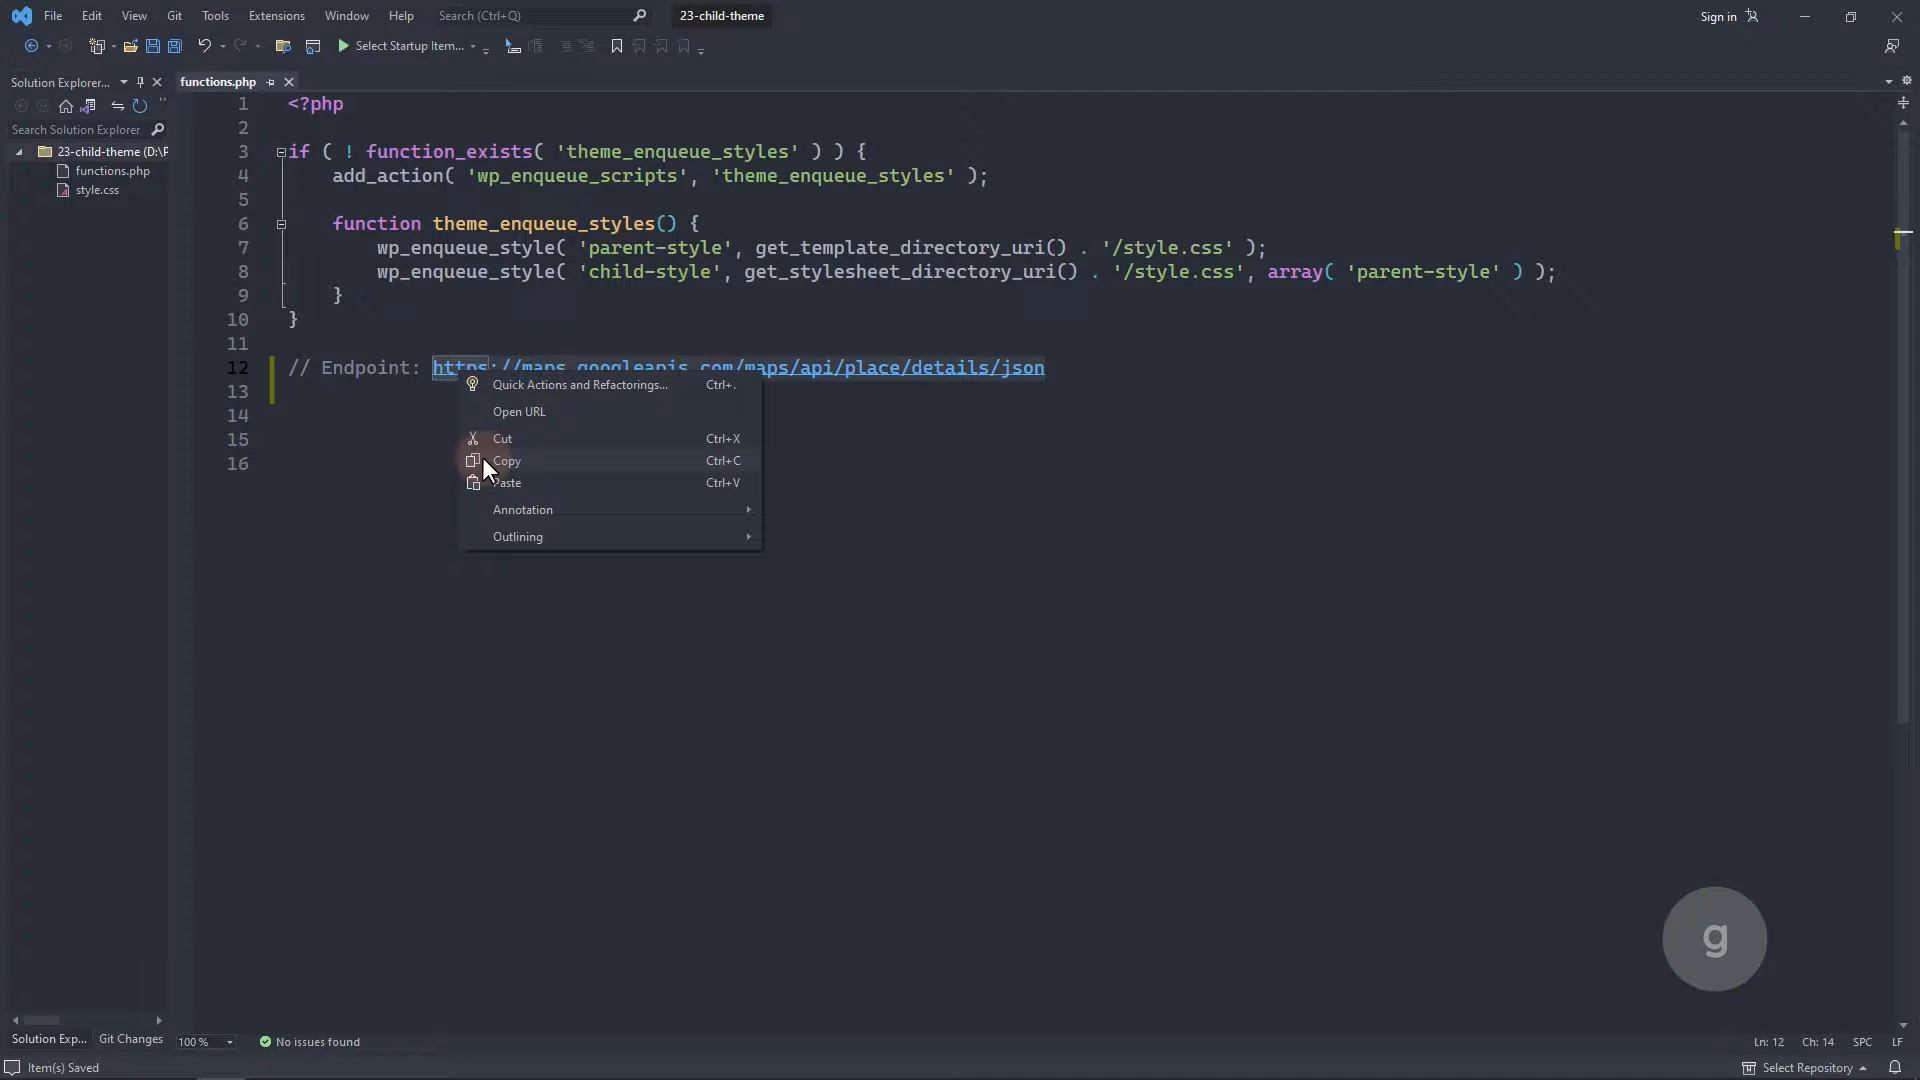 File Edit View Git Tools Extensions Window Help Search (Ctrl+Q) 23-child-theme Sign in
Select Startup Item...
Solution Explorer... functions.php
Search Solution Explorer
23-child-theme (D:\P
functions.php
style.css
1 <?php
2
3 if ( ! function_exists( 'theme_enqueue_styles' ) ) {
4 add_action( 'wp_enqueue_scripts', 'theme_enqueue_styles' );
5
6 function theme_enqueue_styles() {
7 wp_enqueue_style( 'parent-style', get_template_directory_uri() . '/style.css' );
8 wp_enqueue_style( 'child-style', get_stylesheet_directory_uri() . '/style.css', array( 'parent-style' ) );
9 }
10 }
11
12 // Endpoint: https://maps.googleapis.com/maps/api/place/details/json
13
14
15
16
Quick Actions and Refactorings... Ctrl+.
Open URL
Cut Ctrl+X
Copy Ctrl+C
Paste Ctrl+V
Annotation
Outlining
g
Solution Exp... Git Changes 100 % No issues found Ln: 12 Ch: 14 SPC LF
Item(s) Saved Select Repository